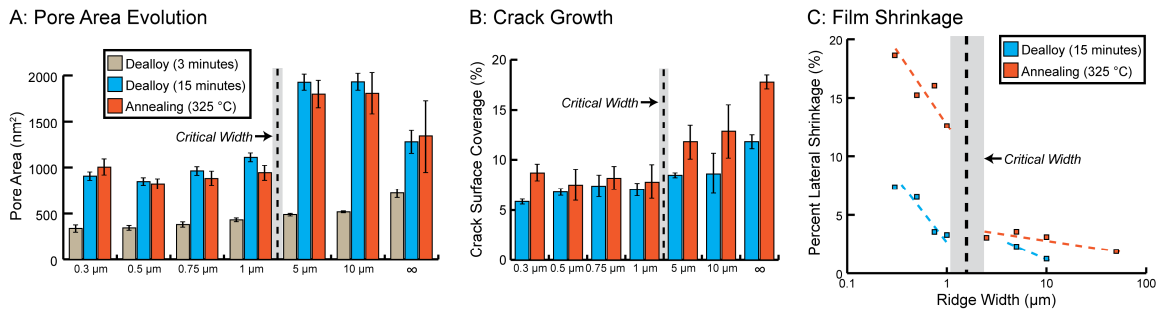 A: Pore Area Evolution
Dealloy (3 minutes)
Dealloy (15 minutes)
Annealing (325 °C)
Critical Width
Pore Area (nm²)
2000
1500
1000
500
0
0.3 µm 0.5 µm 0.75 µm 1 µm 5 µm 10 µm ∞
B: Crack Growth
Critical Width
Crack Surface Coverage (%)
20
15
10
5
0
0.3 µm 0.5 µm 0.75 µm 1 µm 5 µm 10 µm ∞
C: Film Shrinkage
Dealloy (15 minutes)
Annealing (325 °C)
Critical Width
Percent Lateral Shrinkage (%)
20
15
10
5
0
0.1 1 10 100
Ridge Width (µm)